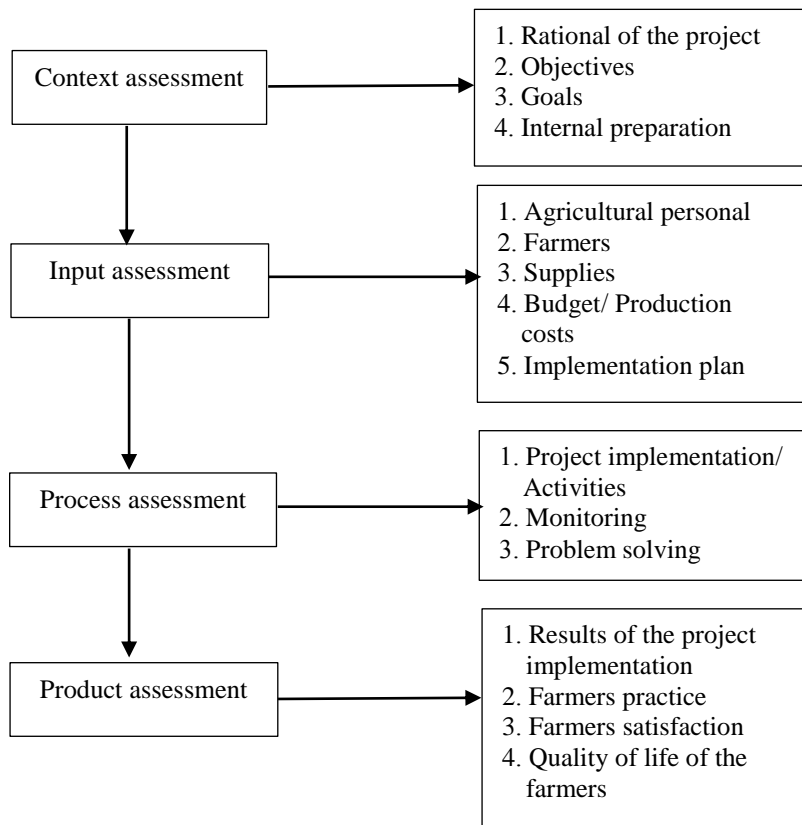 Context assessment
1. Rational of the project
2. Objectives
3. Goals
4. Internal preparation
Input assessment
1. Agricultural personal
2. Farmers
3. Supplies
4. Budget/ Production
costs
5. Implementation plan
Process assessment
1. Project implementation/
Activities
2. Monitoring
3. Problem solving
Product assessment
1. Results of the project
implementation
2. Farmers practice
3. Farmers satisfaction
4. Quality of life of the
farmers